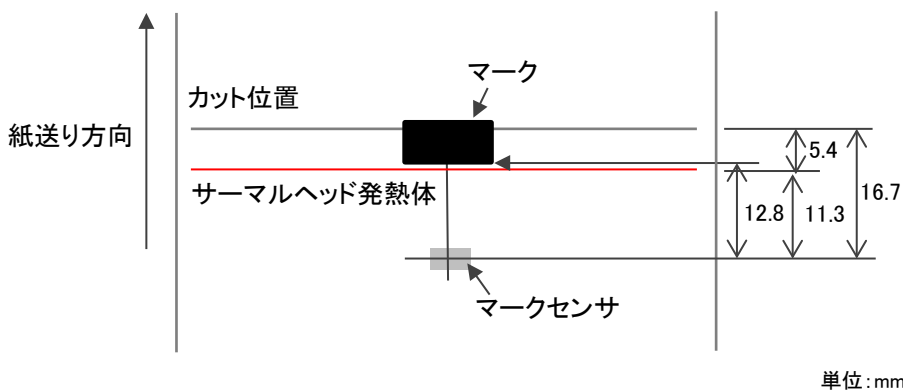 マーク
カット位置
紙送り方向
5.4
サーマルヘッド発熱体
12.8
11.3
16.7
マークセンサ
単位:mm